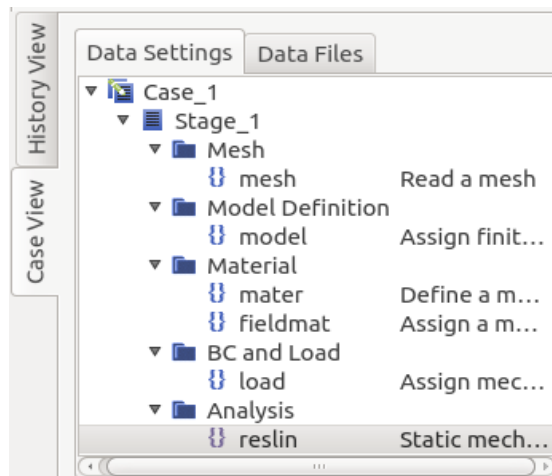 History View
Case View
Data Settings Data Files
Case_1
Stage_1
Mesh
{} mesh Read a mesh
Model Definition
{} model Assign finit...
Material
{} mater Define a m...
{} fieldmat Assign a m...
BC and Load
{} load Assign mec...
Analysis
{} reslin Static mech...